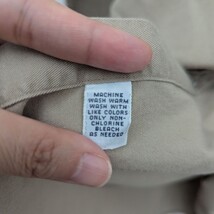 MACHINE
WASH WARM
WASH WITH
LIKE COLORS
ONLY NON-
CHLORINE
BLEACH
AS NEEDED